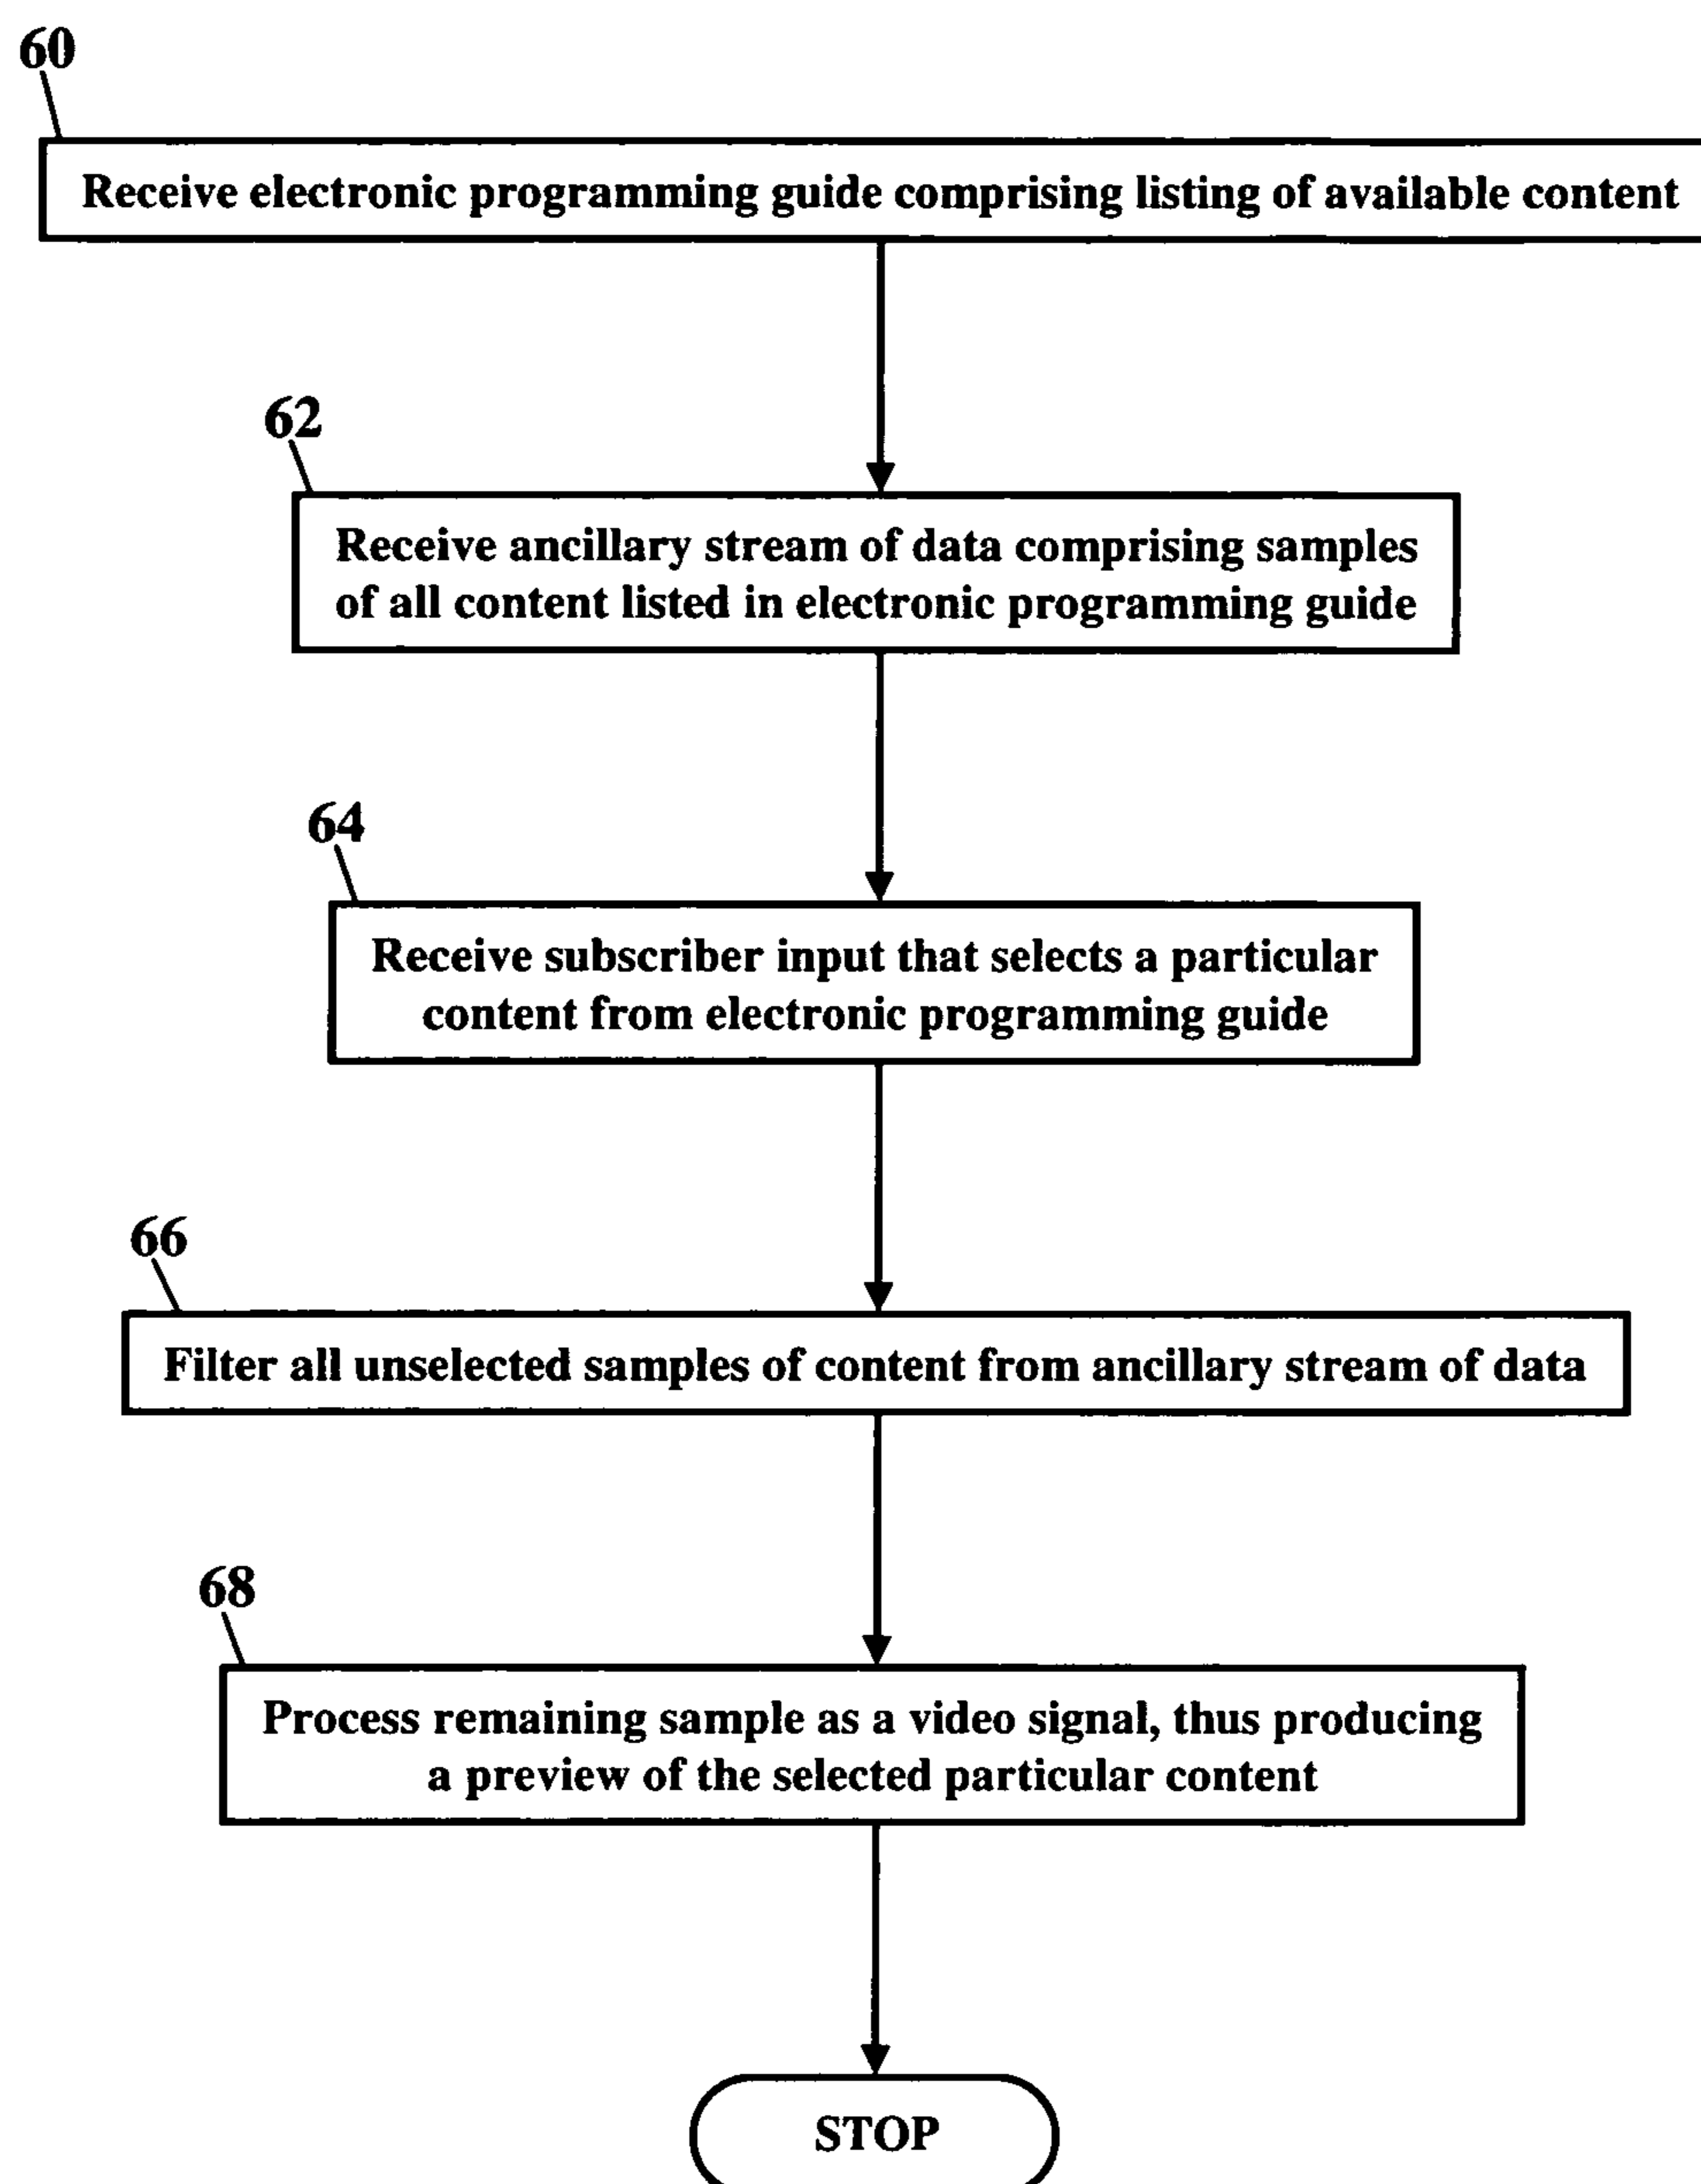 60
Receive electronic programming guide comprising listing of available content
62
Receive ancillary stream of data comprising samples
of all content listed in electronic programming guide
64
Receive subscriber input that selects a particular
content from electronic programming guide
66
Filter all unselected samples of content from ancillary stream of data
68
Process remaining sample as a video signal, thus producing
a preview of the selected particular content
STOP